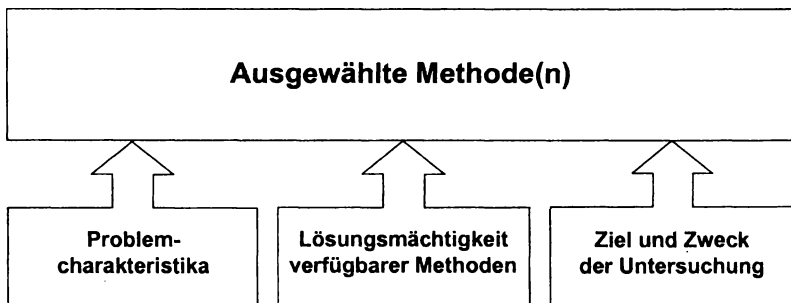 Ausgewählte Methode(n)
Problem-
charakteristika
Lösungsmächtigkeit
verfügbarer Methoden
Ziel und Zweck
der Untersuchung